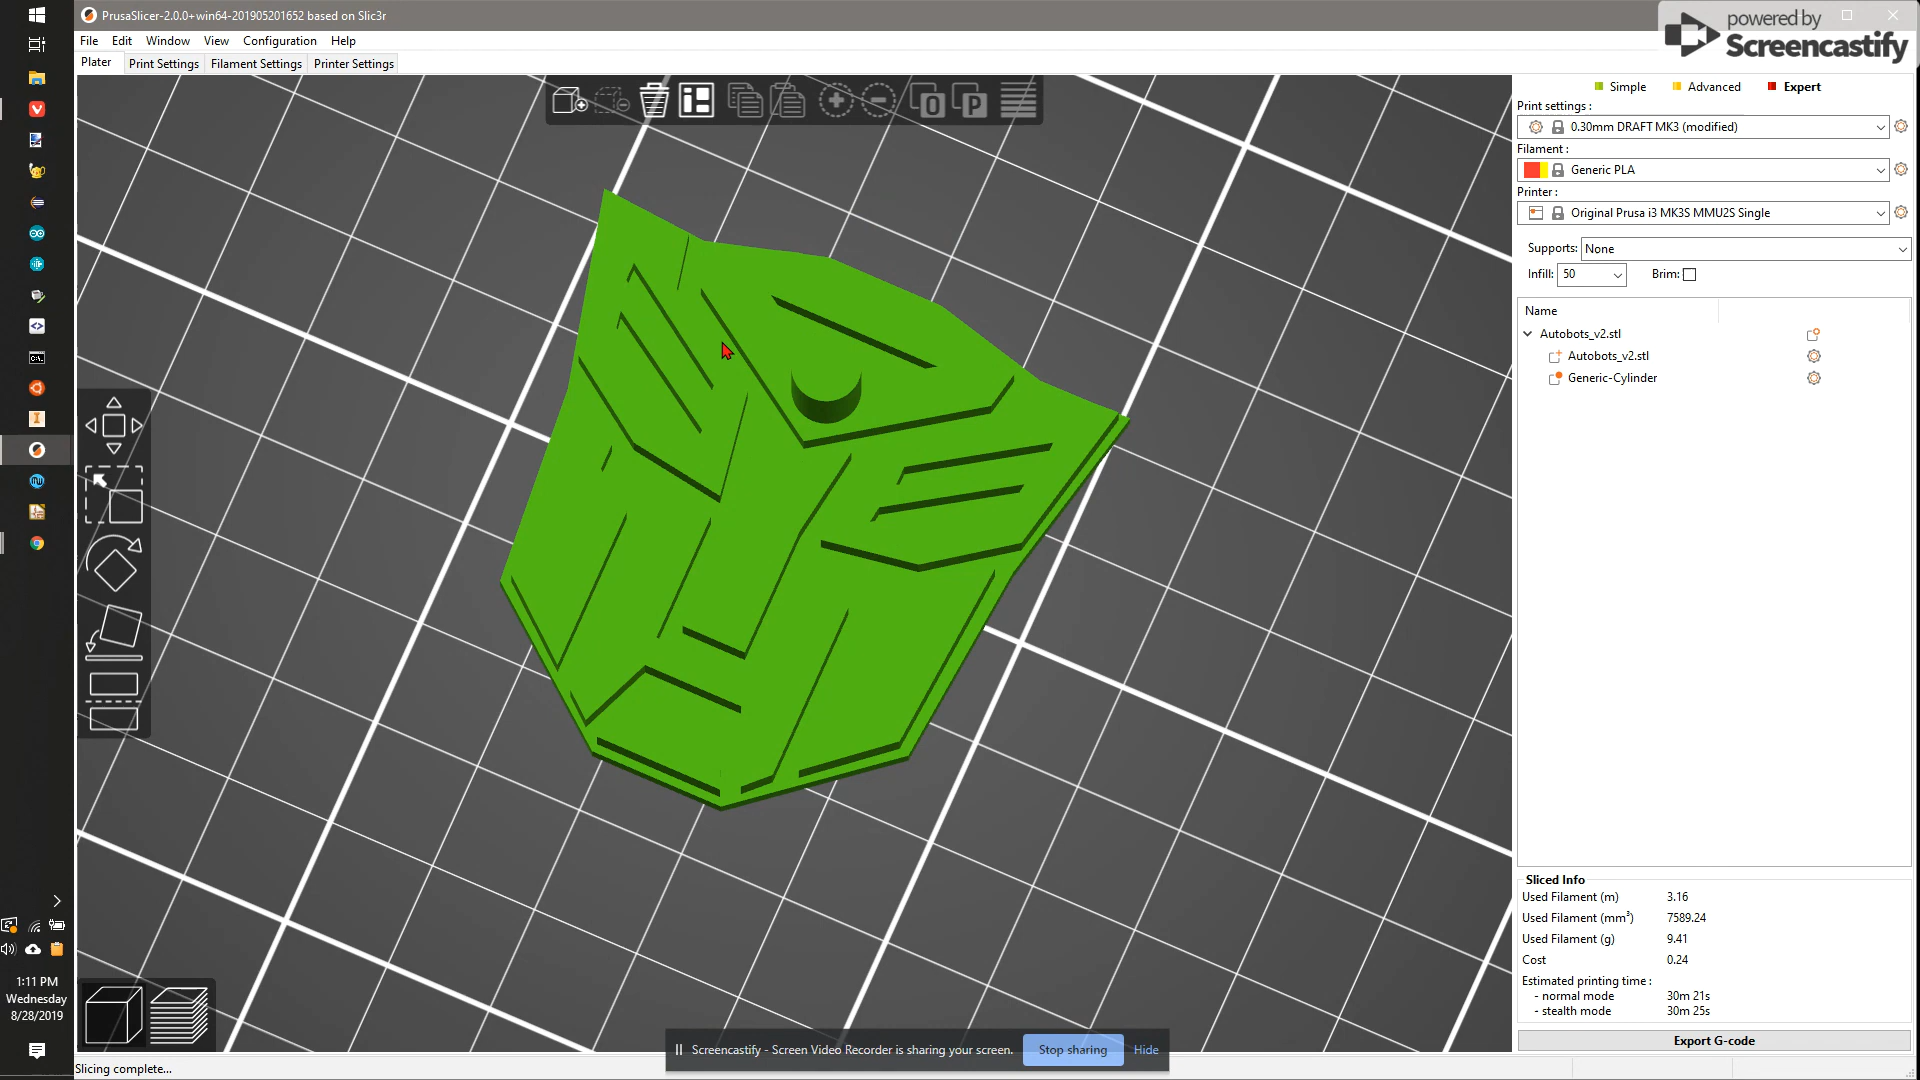 PrusaSlicer-2.0.0+win64-201905201652 based on Slic3r
powered by
Screencastify
File Edit Window View Configuration Help
Plater Print Settings Filament Settings Printer Settings
Simple Advanced Expert
Print settings :
0.30mm DRAFT MK3 (modified)
Filament :
Generic PLA
Printer :
Original Prusa i3 MK3S MMU2S Single
Supports: None
Infill: 50 Brim:
Name
Autobots_v2.stl
Autobots_v2.stl
Generic-Cylinder
O P
Sliced Info
Used Filament (m) 3.16
Used Filament (mm³) 7589.24
Used Filament (g) 9.41
Cost 0.24
Estimated printing time :
- normal mode 30m 21s
- stealth mode 30m 25s
Export G-code
1:11 PM
Wednesday
8/28/2019
Screencastify - Screen Video Recorder is sharing your screen. Stop sharing Hide
Slicing complete...